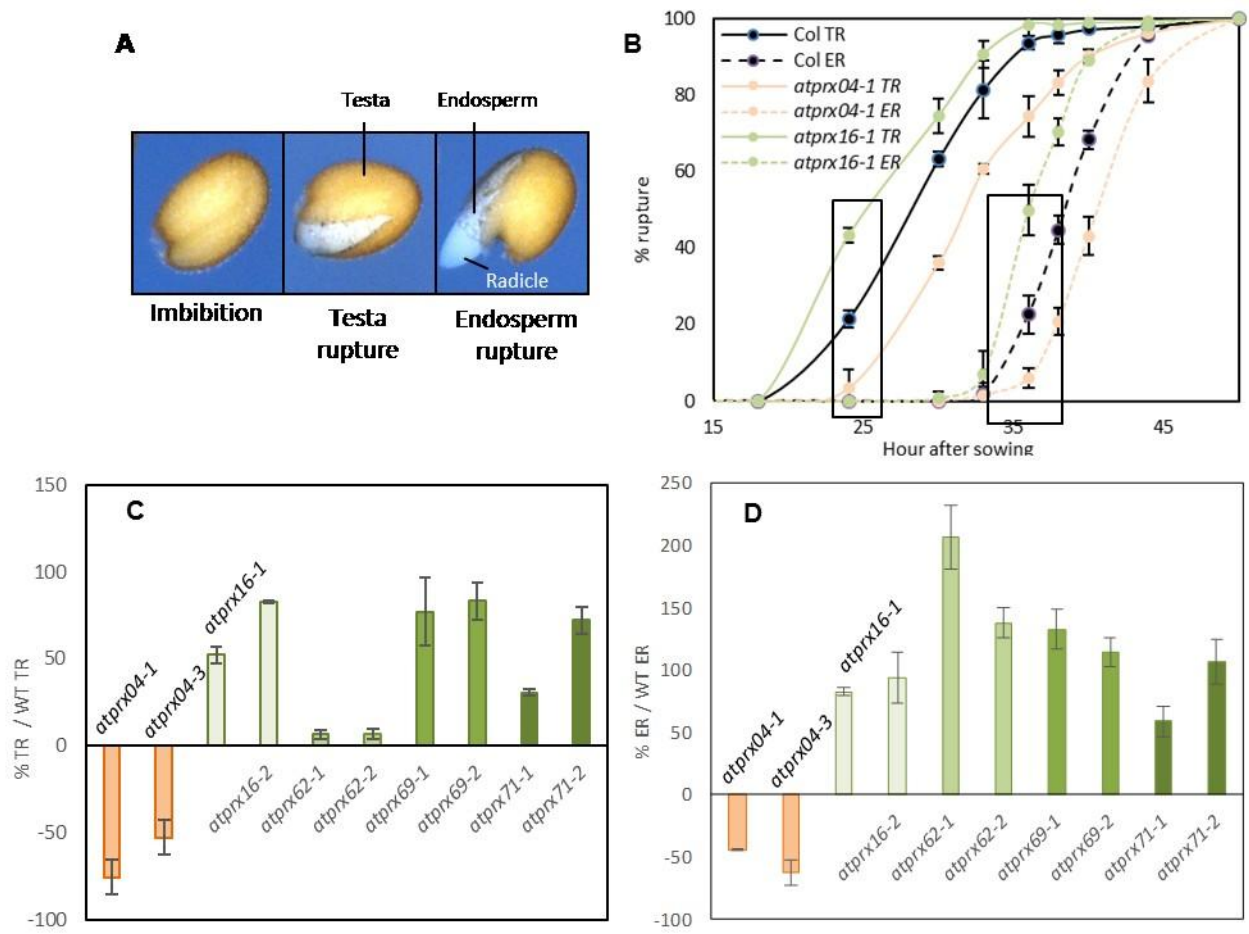 A
Testa
Endosperm
Radicle
Imbibition
Testa
rupture
Endosperm
rupture
B
100
80
60
40
20
0
% rupture
Col TR
Col ER
atprx04-1 TR
atprx04-1 ER
atprx16-1 TR
atprx16-1 ER
15
25
35
45
Hour after sowing
C
150
100
50
0
-50
-100
% TR / WT TR
atprx04-1
atprx04-3
atprx16-1
atprx16-2
atprx62-1
atprx62-2
atprx69-1
atprx69-2
atprx71-1
atprx71-2
D
250
200
150
100
50
0
-50
-100
% ER / WT ER
atprx04-1
atprx04-3
atprx16-1
atprx16-2
atprx62-1
atprx62-2
atprx69-1
atprx69-2
atprx71-1
atprx71-2